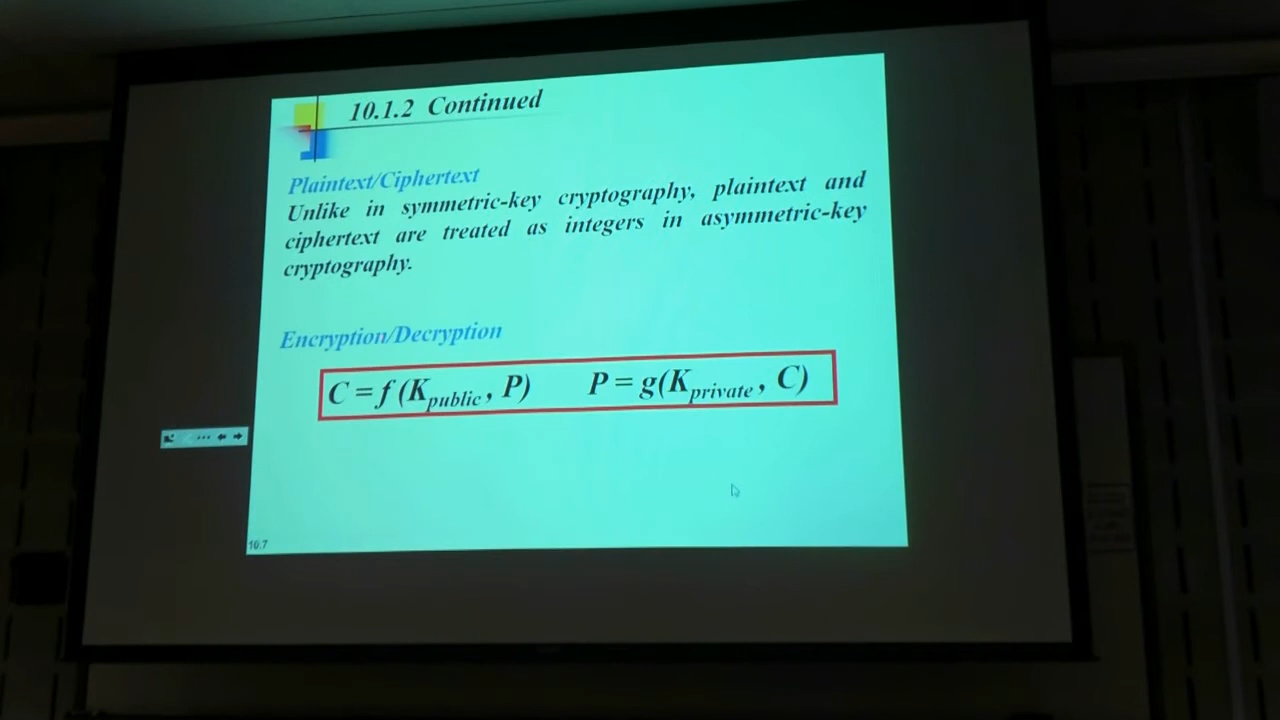 10.1.2 Continued
Plaintext/Ciphertext
Unlike in symmetric-key cryptography, plaintext and
ciphertext are treated as integers in asymmetric-key
cryptography.
Encryption/Decryption
C = f (Kpublic , P) P = g(Kprivate , C)
10.7